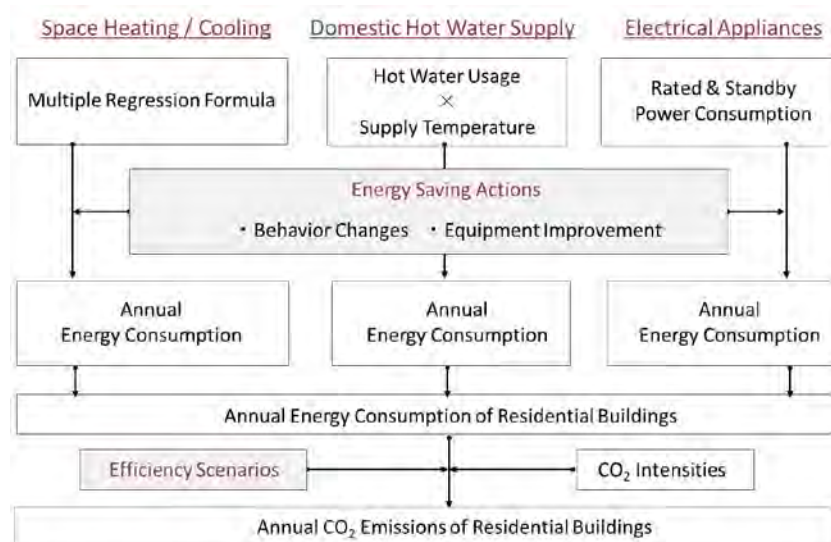 Space Heating / Cooling
Domestic Hot Water Supply
Electrical Appliances
Multiple Regression Formula
Hot Water Usage
×
Supply Temperature
Rated & Standby
Power Consumption
Energy Saving Actions
・Behavior Changes ・Equipment Improvement
Annual
Energy Consumption
Annual
Energy Consumption
Annual
Energy Consumption
Annual Energy Consumption of Residential Buildings
Efficiency Scenarios
CO₂ Intensities
Annual CO₂ Emissions of Residential Buildings